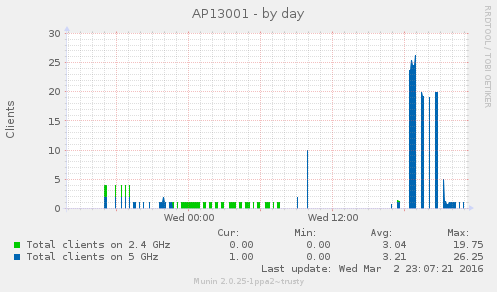 AP13001 - by day
RRDTOOL / TOBI OETIKER
Clients
30
25
20
15
10
5
0
Wed 00:00 Wed 12:00
Cur: Min: Avg: Max:
Total clients on 2.4 GHz 0.00 0.00 3.04 19.75
Total clients on 5 GHz 1.00 0.00 3.21 26.25
Last update: Wed Mar 2 23:07:21 2016
Munin 2.0.25-1ppa2~trusty